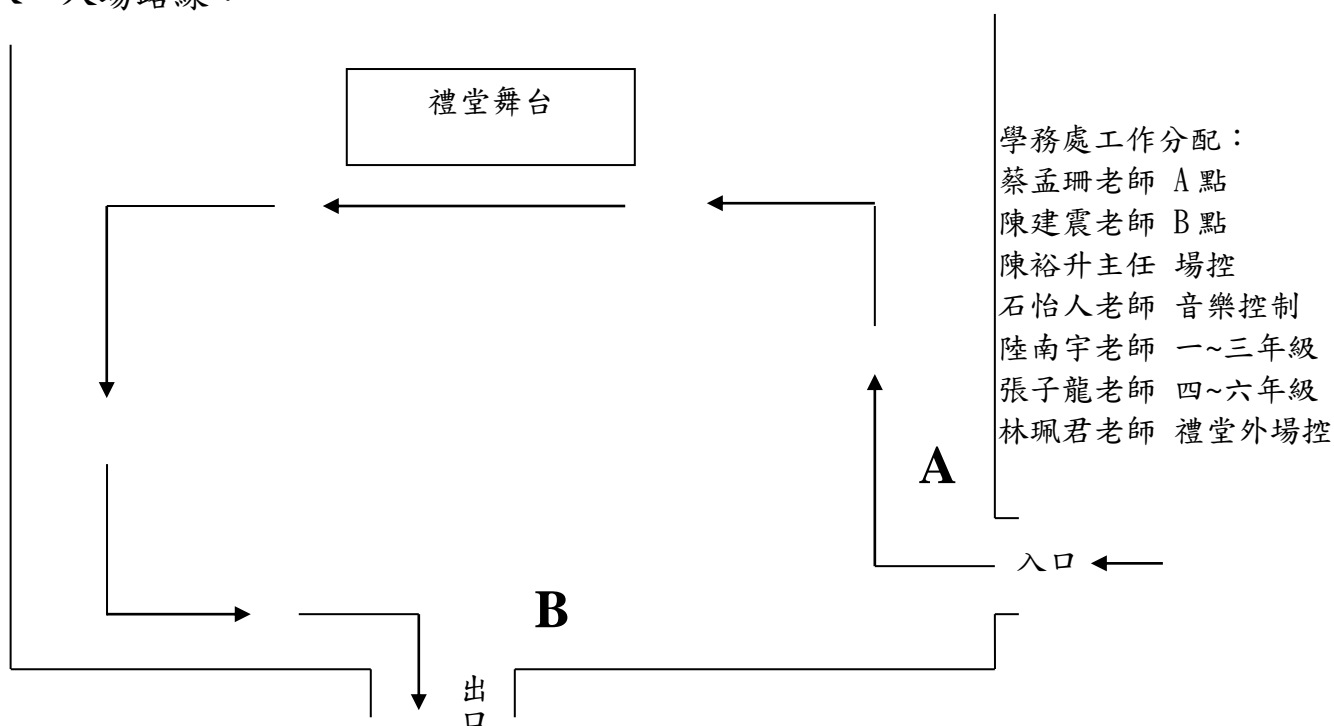 入場路線：
禮堂舞台
學務處工作分配：
蔡孟珊老師 A點
陳建震老師 B點
陳裕升主任 場控
石怡人老師 音樂控制
陸南宇老師 一~三年級
張子龍老師 四~六年級
林珮君老師 禮堂外場控
A
入口
B
出
口